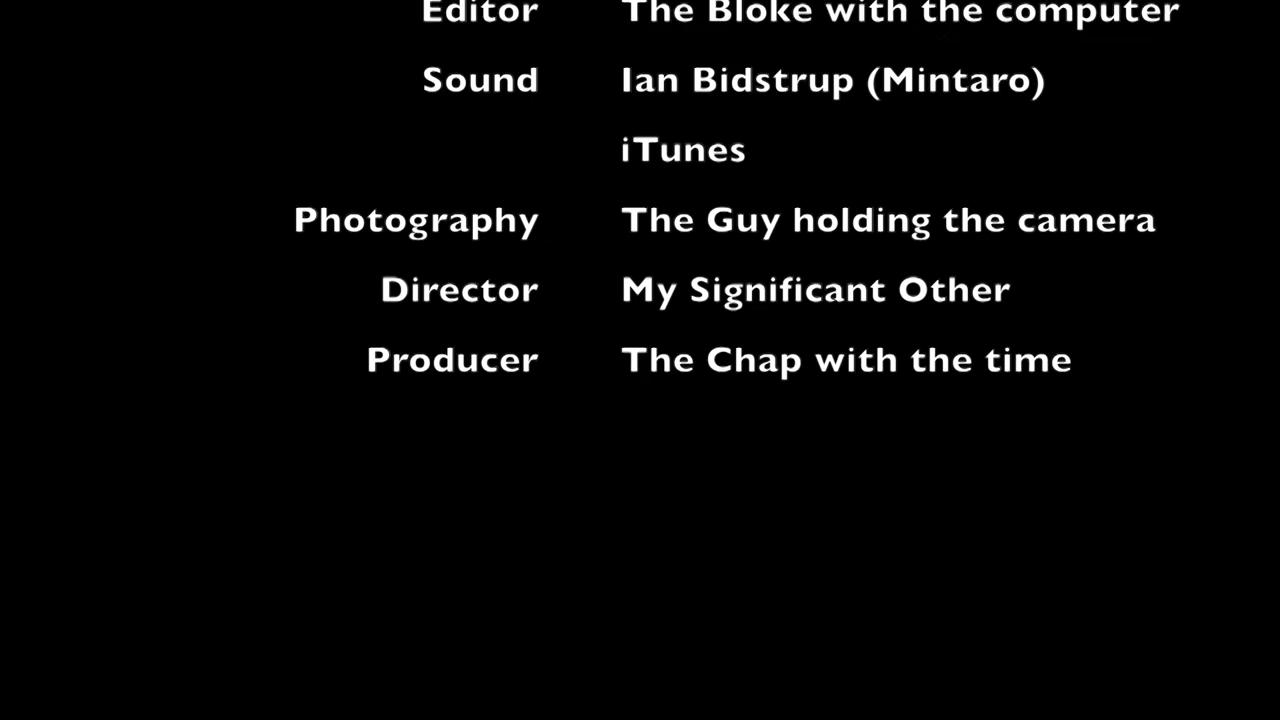 Editor The Bloke with the computer
Sound Ian Bidstrup (Mintaro)
iTunes
Photography The Guy holding the camera
Director My Significant Other
Producer The Chap with the time